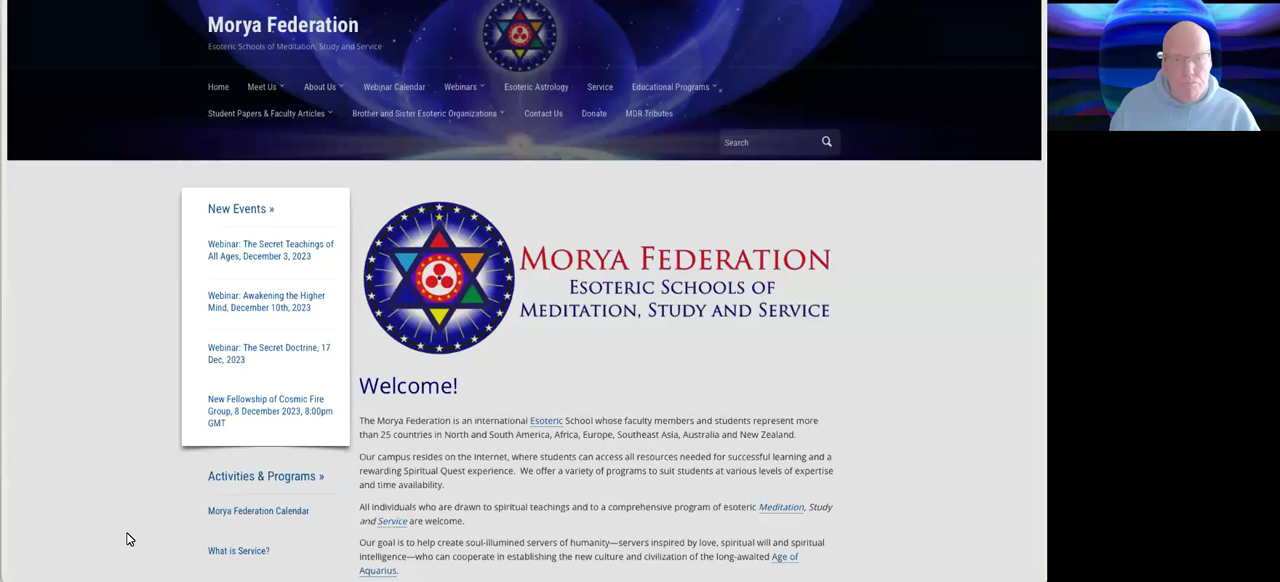 Morya Federation
Esoteric Schools of Meditation, Study and Service
Home Meet Us About Us Webinar Calendar Webinars Esoteric Astrology Service Educational Programs
Student Papers & Faculty Articles Brother and Sister Esoteric Organizations Contact Us Donate MDR Tributes
Search
New Events »
Webinar: The Secret Teachings of
All Ages, December 3, 2023
Webinar: Awakening the Higher
Mind, December 10th, 2023
Webinar: The Secret Doctrine, 17
Dec, 2023
New Fellowship of Cosmic Fire
Group, 8 December 2023, 8:00pm
GMT
Activities & Programs »
Morya Federation Calendar
What is Service?
MORYA FEDERATION
ESOTERIC SCHOOLS OF
MEDITATION, STUDY AND SERVICE
Welcome!
The Morya Federation is an international Esoteric School whose faculty members and students represent more
than 25 countries in North and South America, Africa, Europe, Southeast Asia, Australia and New Zealand.
Our campus resides on the Internet, where students can access all resources needed for successful learning and a
rewarding Spiritual Quest experience. We offer a variety of programs to suit students at various levels of expertise
and time availability.
All individuals who are drawn to spiritual teachings and to a comprehensive program of esoteric Meditation, Study
and Service are welcome.
Our goal is to help create soul-illumined servers of humanity—servers inspired by love, spiritual will and spiritual
intelligence—who can cooperate in establishing the new culture and civilization of the long-awaited Age of
Aquarius.